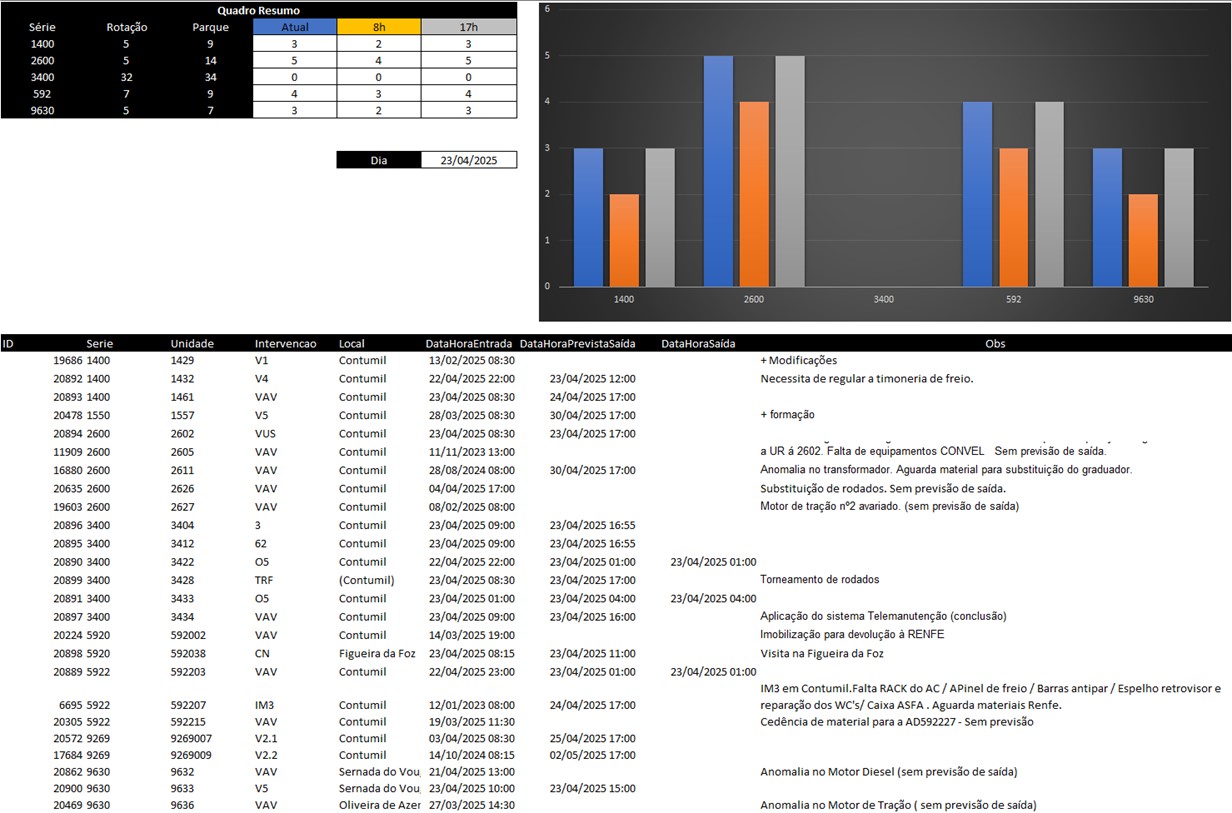 Quadro Resumo
Série Rotação Parque Atual 8h 17h
1400 5 9 3 2 3
2600 5 14 5 4 5
3400 32 34 0 0 0
592 7 9 4 3 4
9630 5 7 3 2 3
Dia 23/04/2025
6
5
4
3
2
1
0
1400 2600 3400 592 9630
ID Serie Unidade Intervencao Local DataHoraEntrada DataHoraPrevistaSaída DataHoraSaída Obs
19686 1400 1429 V1 Contumil 13/02/2025 08:30 + Modificações
20892 1400 1432 V4 Contumil 22/04/2025 22:00 23/04/2025 12:00 Necessita de regular a timoneria de freio.
20893 1400 1461 VAV Contumil 23/04/2025 08:30 24/04/2025 17:00
20478 1550 1557 V5 Contumil 28/03/2025 08:30 30/04/2025 17:00 + formação
20894 2600 2602 VUS Contumil 23/04/2025 08:30 23/04/2025 17:00
11909 2600 2605 VAV Contumil 11/11/2023 13:00 a UR á 2602. Falta de equipamentos CONVEL Sem previsão de saída.
16880 2600 2611 VAV Contumil 28/08/2024 08:00 30/04/2025 17:00 Anomalia no transformador. Aguarda material para substituição do graduador.
20635 2600 2626 VAV Contumil 04/04/2025 17:00 Substituição de rodados. Sem previsão de saída.
19603 2600 2627 VAV Contumil 08/02/2025 08:00 Motor de tração nº2 avariado. (sem previsão de saída)
20896 3400 3404 3 Contumil 23/04/2025 09:00 23/04/2025 16:55
20895 3400 3412 62 Contumil 23/04/2025 09:00 23/04/2025 16:55
20890 3400 3422 O5 Contumil 22/04/2025 22:00 23/04/2025 01:00 23/04/2025 01:00
20899 3400 3428 TRF (Contumil) 23/04/2025 08:30 23/04/2025 17:00 Torneamento de rodados
20891 3400 3433 O5 Contumil 23/04/2025 01:00 23/04/2025 04:00 23/04/2025 04:00
20897 3400 3434 VAV Contumil 23/04/2025 09:00 23/04/2025 16:00 Aplicação do sistema Telemanutenção (conclusão)
20224 5920 592002 VAV Contumil 14/03/2025 19:00 Imobilização para devolução à RENFE
20898 5920 592038 CN Figueira da Foz 23/04/2025 08:15 23/04/2025 11:00 Visita na Figueira da Foz
20889 5922 592203 VAV Contumil 22/04/2025 23:00 23/04/2025 01:00 23/04/2025 01:00
IM3 em Contumil.Falta RACK do AC / APinel de freio / Barras antipar / Espelho retrovisor e
6695 5922 592207 IM3 Contumil 12/01/2023 08:00 24/04/2025 17:00 reparação dos WC's/ Caixa ASFA . Aguarda materiais Renfe.
20305 5922 592215 VAV Contumil 19/03/2025 11:30 Cedência de material para a AD592227 - Sem previsão
20572 9269 9269007 V2.1 Contumil 03/04/2025 08:30 25/04/2025 17:00
17684 9269 9269009 V2.2 Contumil 14/10/2024 08:15 02/05/2025 17:00
20862 9630 9632 VAV Sernada do Vou 21/04/2025 13:00 Anomalia no Motor Diesel (sem previsão de saída)
20900 9630 9633 V5 Sernada do Vou 23/04/2025 10:00 23/04/2025 15:00
20469 9630 9636 VAV Oliveira de Azer 27/03/2025 14:30 Anomalia no Motor de Tração ( sem previsão de saída)